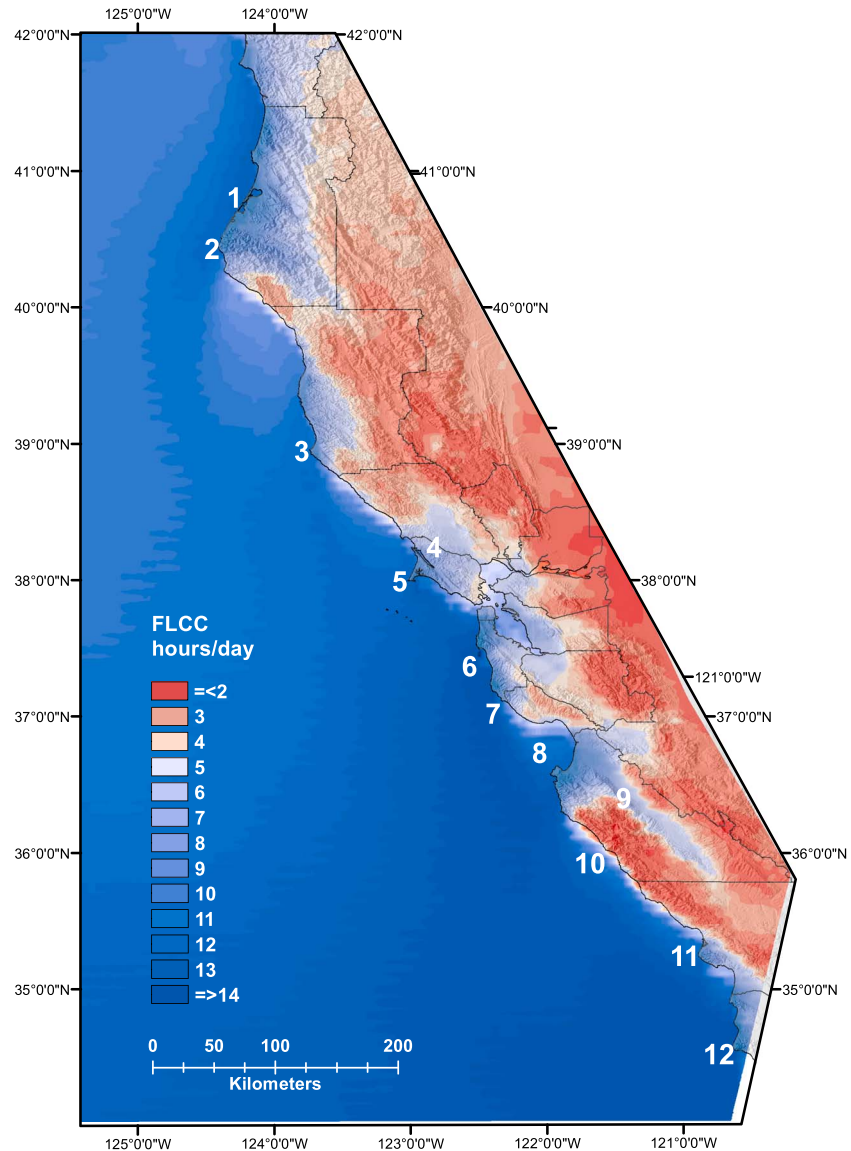 125°0'0"W 124°0'0"W
42°0'0"N 42°0'0"N
41°0'0"N 41°0'0"N
1
2
40°0'0"N 40°0'0"N
39°0'0"N 39°0'0"N
3
4
38°0'0"N 5 38°0'0"N
FLCC
hours/day
6
121°0'0"W
=<2
3
37°0'0"N 7 37°0'0"N
4
8
5
6
9
7
8
36°0'0"N 36°0'0"N
10
9
10
11
12
11
13
=>14
35°0'0"N 35°0'0"N
0 50 100 200
12
Kilometers
125°0'0"W 124°0'0"W 123°0'0"W 122°0'0"W 121°0'0"W